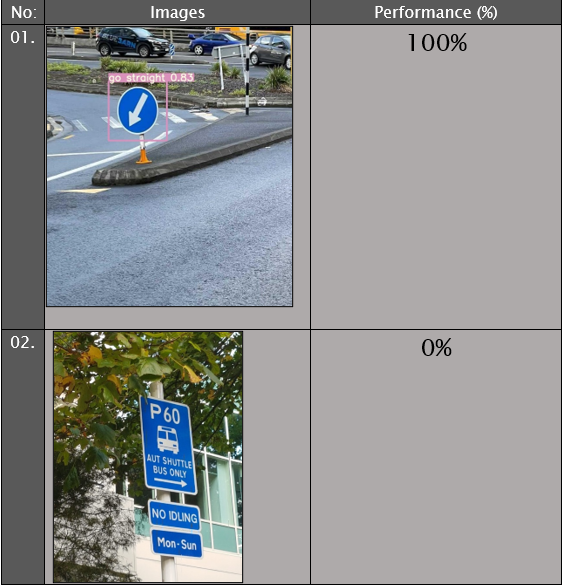 No: Images Performance (%)
01. 100%
go straight 0.83
02. 0%
P60
AUT SHUTTLE
BUS ONLY
NO IDLING
Mon-Sun